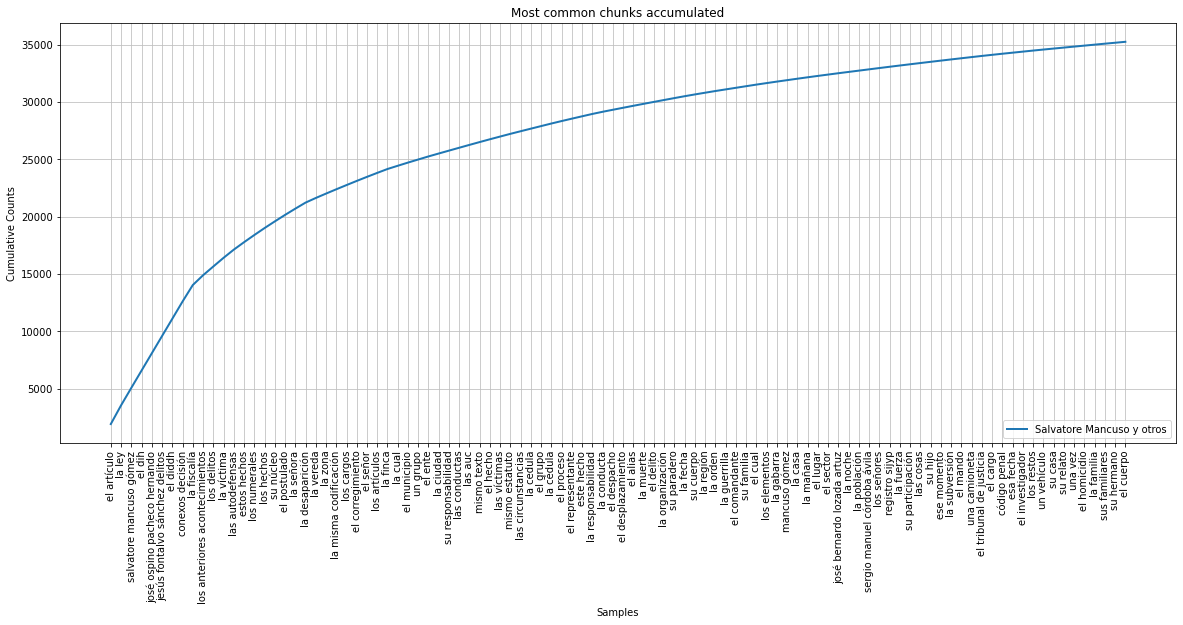 Most common chunks accumulated
Cumulative Counts
35000
30000
25000
20000
15000
10000
5000
Salvatore Mancuso y otros
el artículo
la ley
salvatore mancuso gómez
el dih
josé ospino pacheco hernando
jesús fontalvo sánchez delitos
el diddh
conexos decisión
la fiscalía
los anteriores acontecimientos
los delitos
la víctima
las autodefensas
estos hechos
los numerales
los hechos
su núcleo
el postulado
la señora
la desaparición
la vereda
la zona
la misma codificación
los cargos
el corregimiento
el señor
los artículos
la finca
la cual
el municipio
un grupo
el ente
la ciudad
su responsabilidad
las conductas
las auc
mismo texto
el hecho
las víctimas
mismo estatuto
las circunstancias
la cedula
el grupo
la cedula
el proceso
el representante
este hecho
la responsabilidad
la conducta
el despacho
el desplazamiento
el alias
la muerte
el delito
la organización
su paradero
la fecha
su cuerpo
la región
la orden
la guerrilla
el comandante
su familia
el cual
los elementos
la gabarra
mancuso gómez
la casa
la mañana
el lugar
el sector
josé bernardo lozada artuz
la noche
la población
sergio manuel córdoba ávila
los señores
registro sijyp
la fuerza
su participación
las cosas
su hijo
ese momento
la subversión
el mando
una camioneta
el tribunal de justicia
el cargo
código penal
esa fecha
el investigador
los restos
un vehículo
su casa
su relato
una vez
el homicidio
la familia
sus familiares
su hermano
el cuerpo
Samples